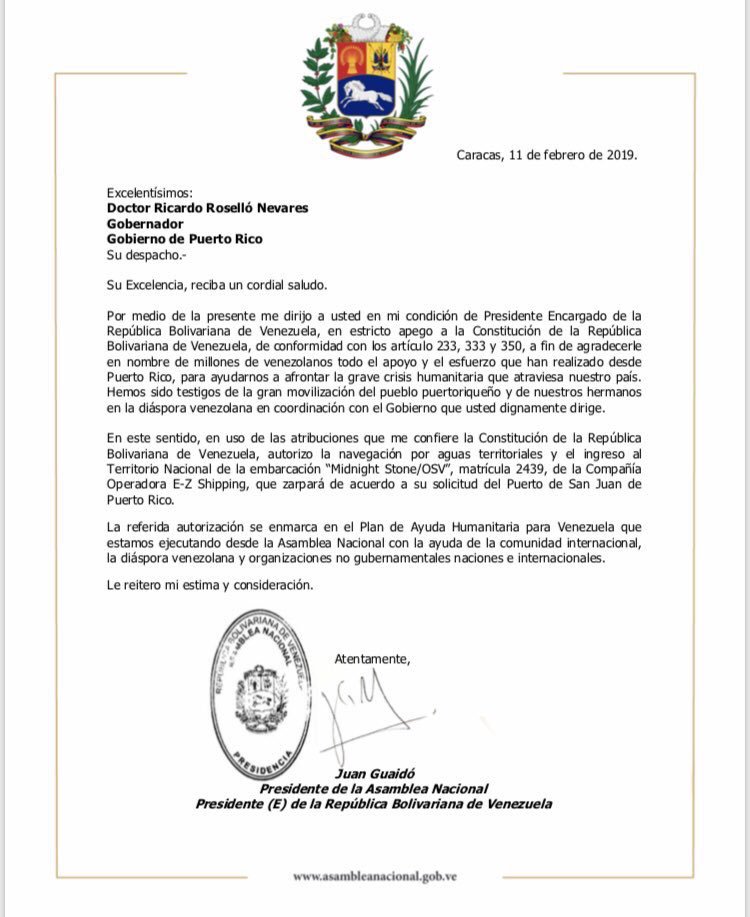 Caracas, 11 de febrero de 2019.
Excelentísimos:
Doctor Ricardo Roselló Nevares
Gobernador
Gobierno de Puerto Rico
Su despacho.-
Su Excelencia, reciba un cordial saludo.
Por medio de la presente me dirijo a usted en mi condición de Presidente Encargado de la
República Bolivariana de Venezuela, en estricto apego a la Constitución de la República
Bolivariana de Venezuela, de conformidad con los artículo 233, 333 y 350, a fin de agradecerle
en nombre de millones de venezolanos todo el apoyo y el esfuerzo que han realizado desde
Puerto Rico, para ayudarnos a afrontar la grave crisis humanitaria que atraviesa nuestro país.
Hemos sido testigos de la gran movilización del pueblo puertoriqueño y de nuestros hermanos
en la diáspora venezolana en coordinación con el Gobierno que usted dignamente dirige.
En este sentido, en uso de las atribuciones que me confiere la Constitución de la República
Bolivariana de Venezuela, autorizo la navegación por aguas territoriales y el ingreso al
Territorio Nacional de la embarcación “Midnight Stone/OSV”, matrícula 2439, de la Compañía
Operadora E-Z Shipping, que zarpará de acuerdo a su solicitud del Puerto de San Juan de
Puerto Rico.
La referida autorización se enmarca en el Plan de Ayuda Humanitaria para Venezuela que
estamos ejecutando desde la Asamblea Nacional con la ayuda de la comunidad internacional,
la diáspora venezolana y organizaciones no gubernamentales naciones e internacionales.
Le reitero mi estima y consideración.
REPÚBLICA BOLIVARIANA DE VENEZUELA
ASAMBLEA NACIONAL
PRESIDENCIA
Atentamente,
Juan Guaidó
Presidente de la Asamblea Nacional
Presidente (E) de la República Bolivariana de Venezuela
www.asambleanacional.gob.ve